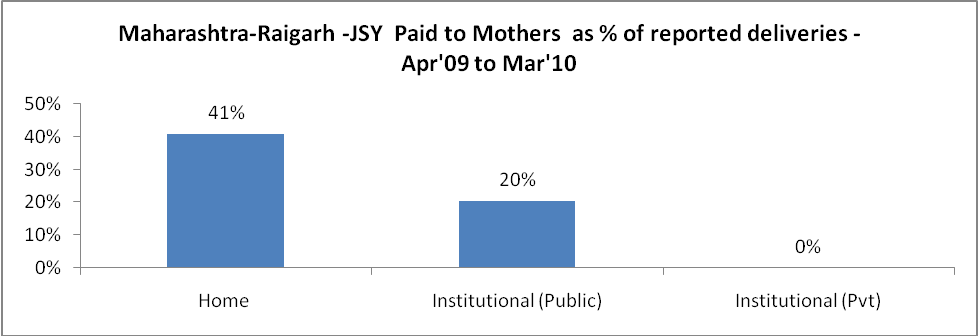 Maharashtra-Raigarh -JSY  Paid to Mothers  as % of reported deliveries -
Apr'09 to Mar'10
50%
40%
30%
20%
10%
0%
41%
20%
0%
Home
Institutional (Public)
Institutional (Pvt)